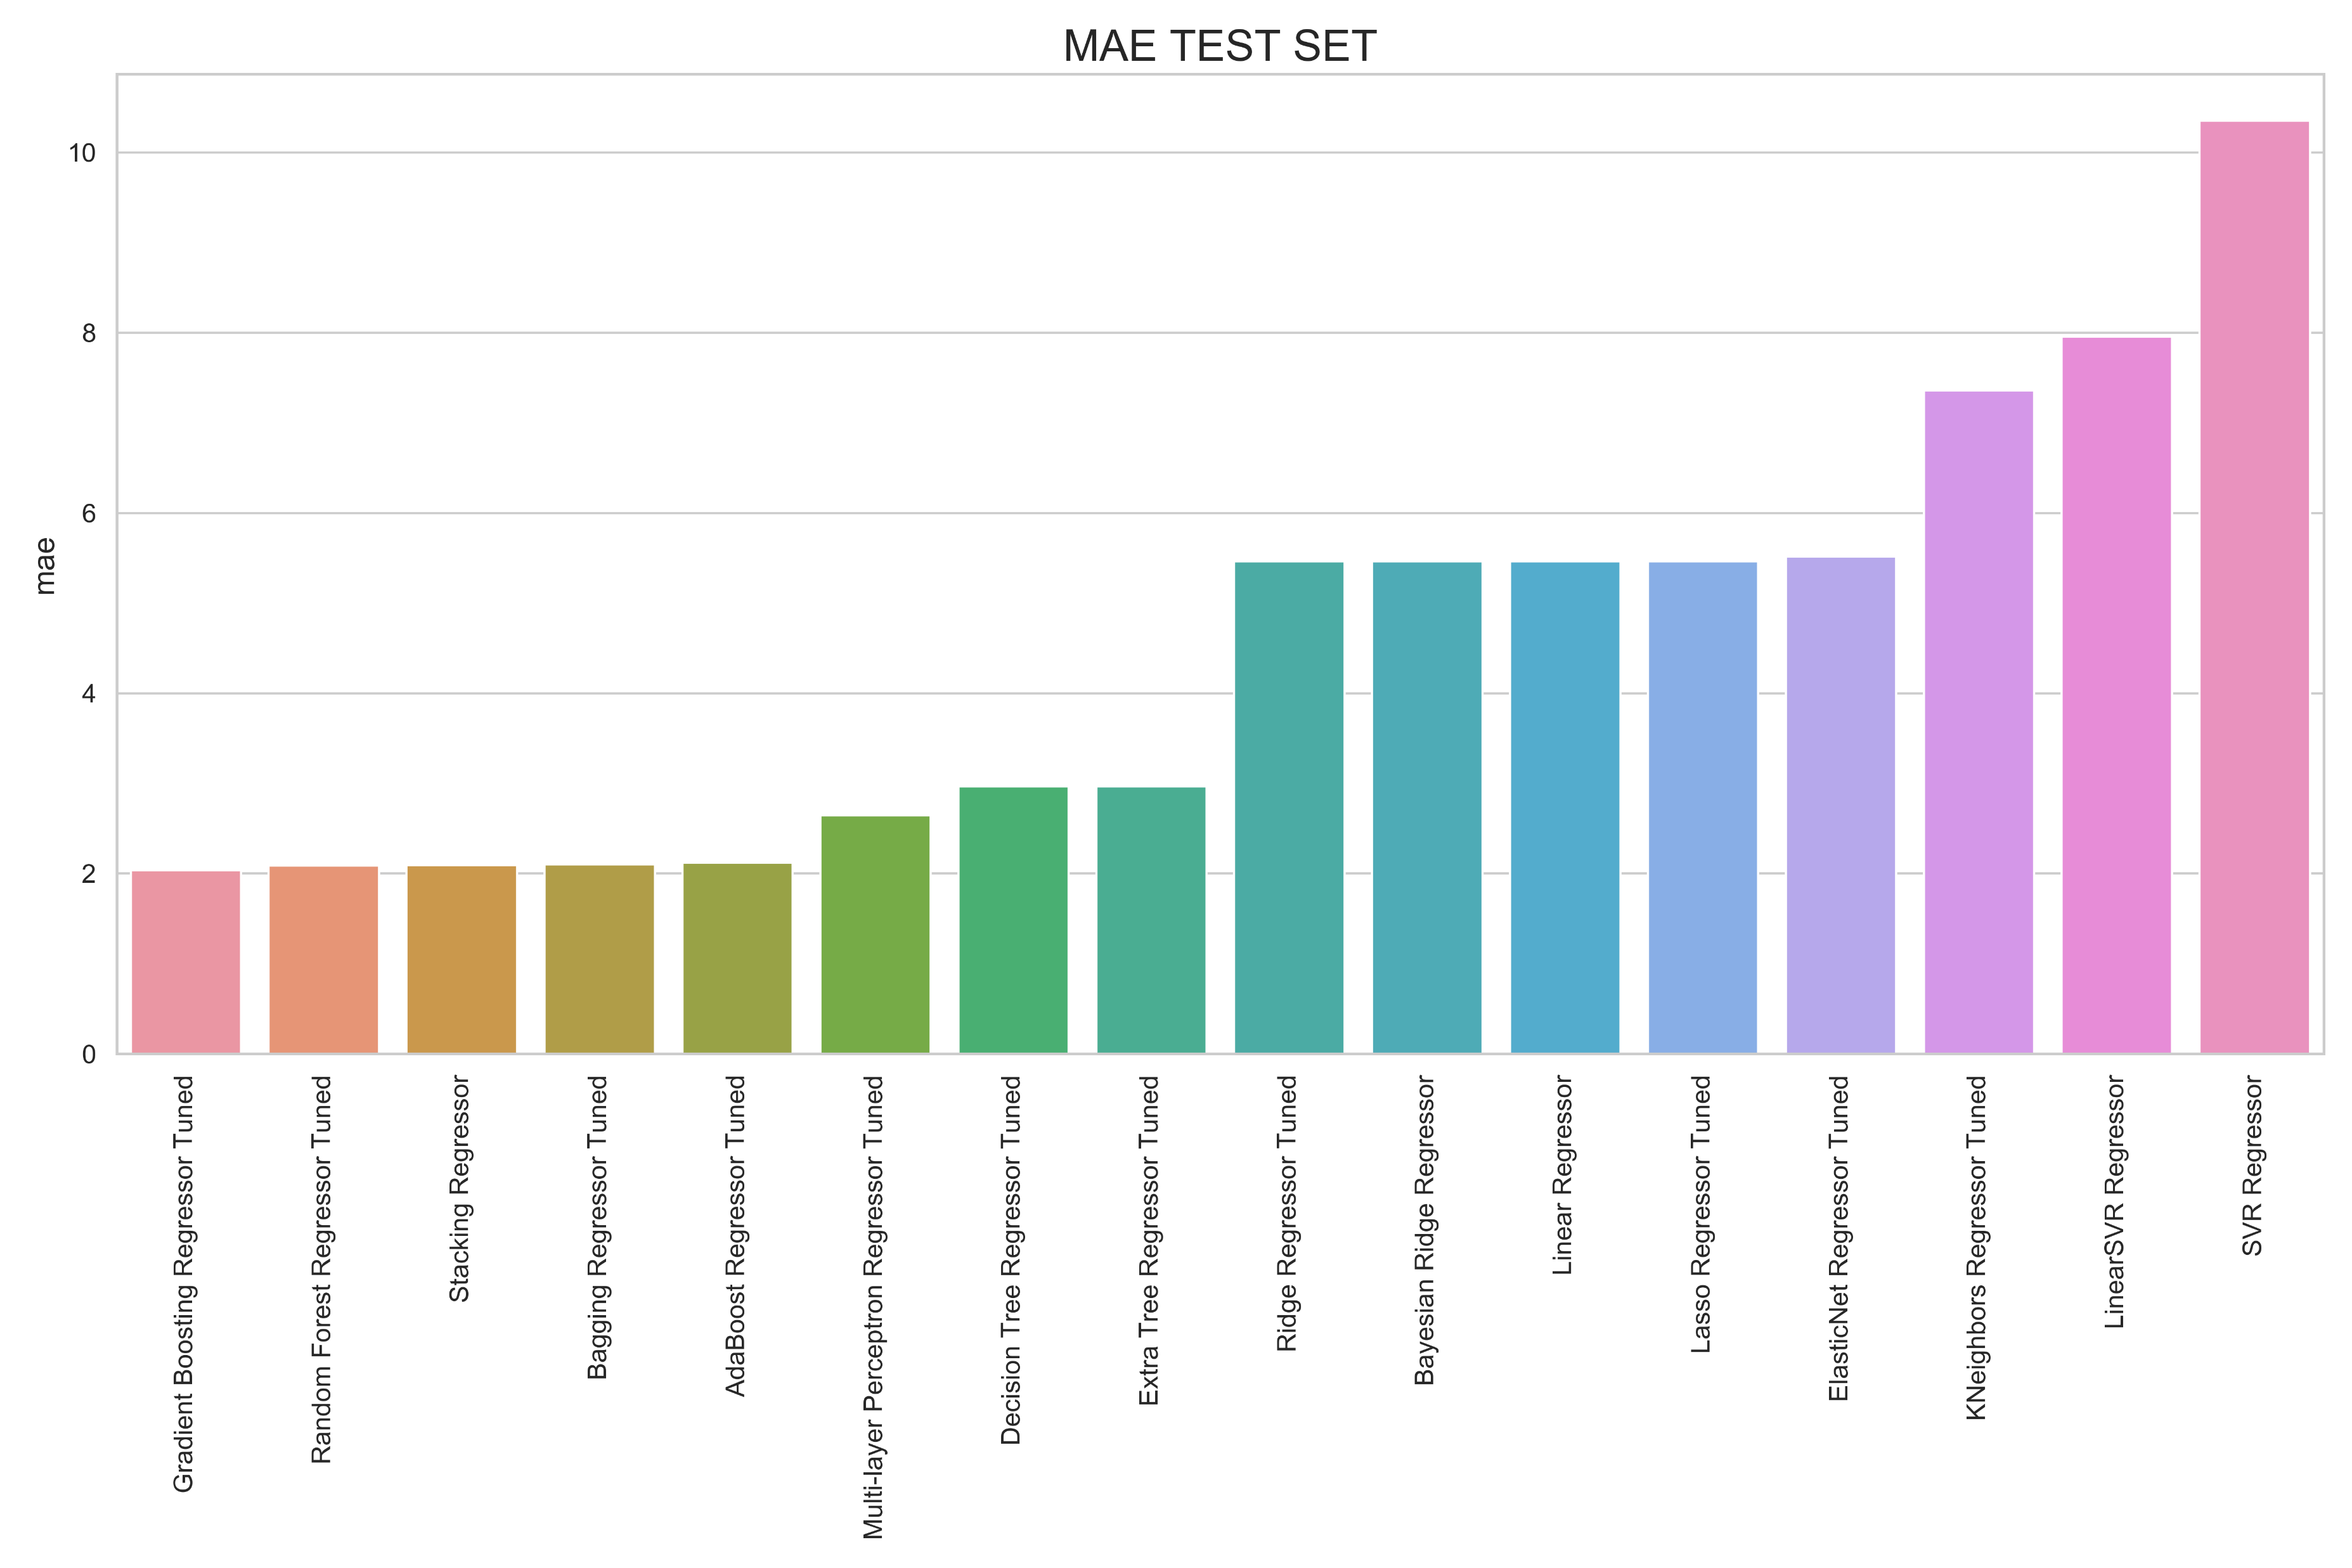 MAE TEST SET
10
8
6
4
2
0
mae
Gradient Boosting Regressor Tuned
Random Forest Regressor Tuned
Stacking Regressor
Bagging Regressor Tuned
AdaBoost Regressor Tuned
Multi-layer Perceptron Regressor Tuned
Decision Tree Regressor Tuned
Extra Tree Regressor Tuned
Ridge Regressor Tuned
Bayesian Ridge Regressor
Linear Regressor
Lasso Regressor Tuned
ElasticNet Regressor Tuned
KNeighbors Regressor Tuned
LinearSVR Regressor
SVR Regressor